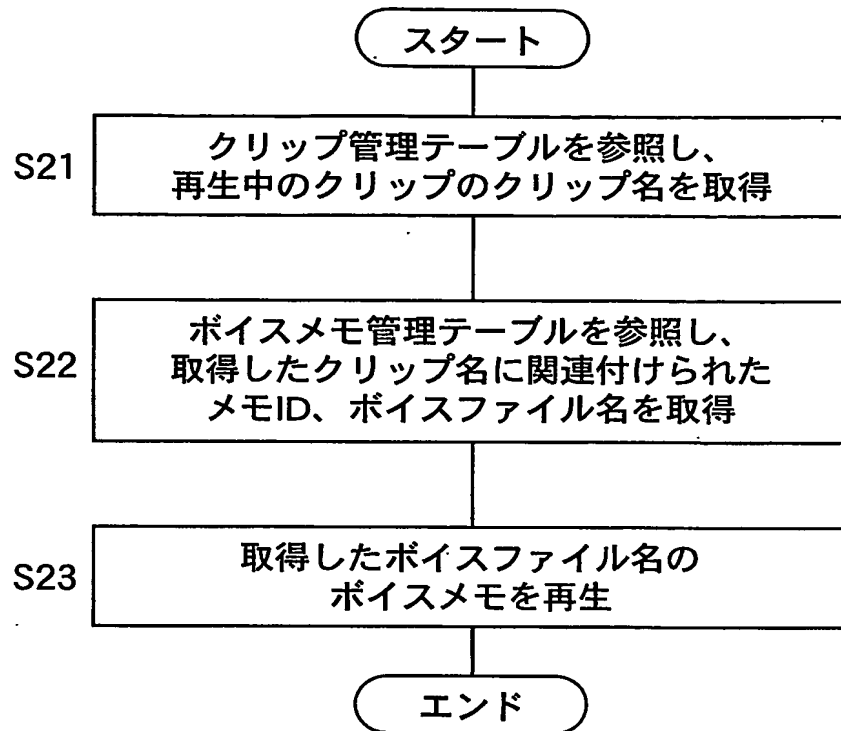 スタート
S21
クリップ管理テーブルを参照し、
再生中のクリップのクリップ名を取得
S22
ボイスメモ管理テーブルを参照し、
取得したクリップ名に関連付けられた
メモID、ボイスファイル名を取得
S23
取得したボイスファイル名の
ボイスメモを再生
エンド